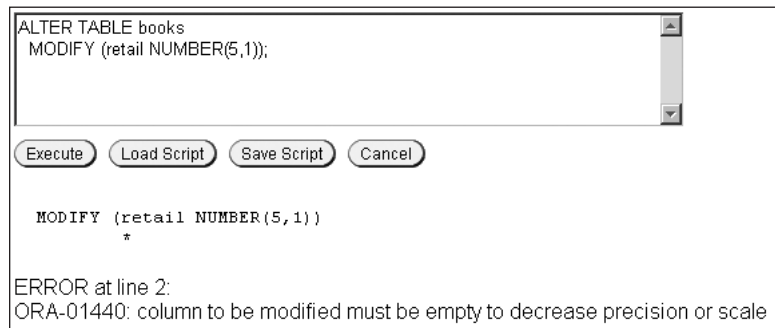 ALTER TABLE books
MODIFY (retail NUMBER(5,1));
Execute Load Script Save Script Cancel
MODIFY (retail NUMBER(5,1))
*
ERROR at line 2:
ORA-01440: column to be modified must be empty to decrease precision or scale